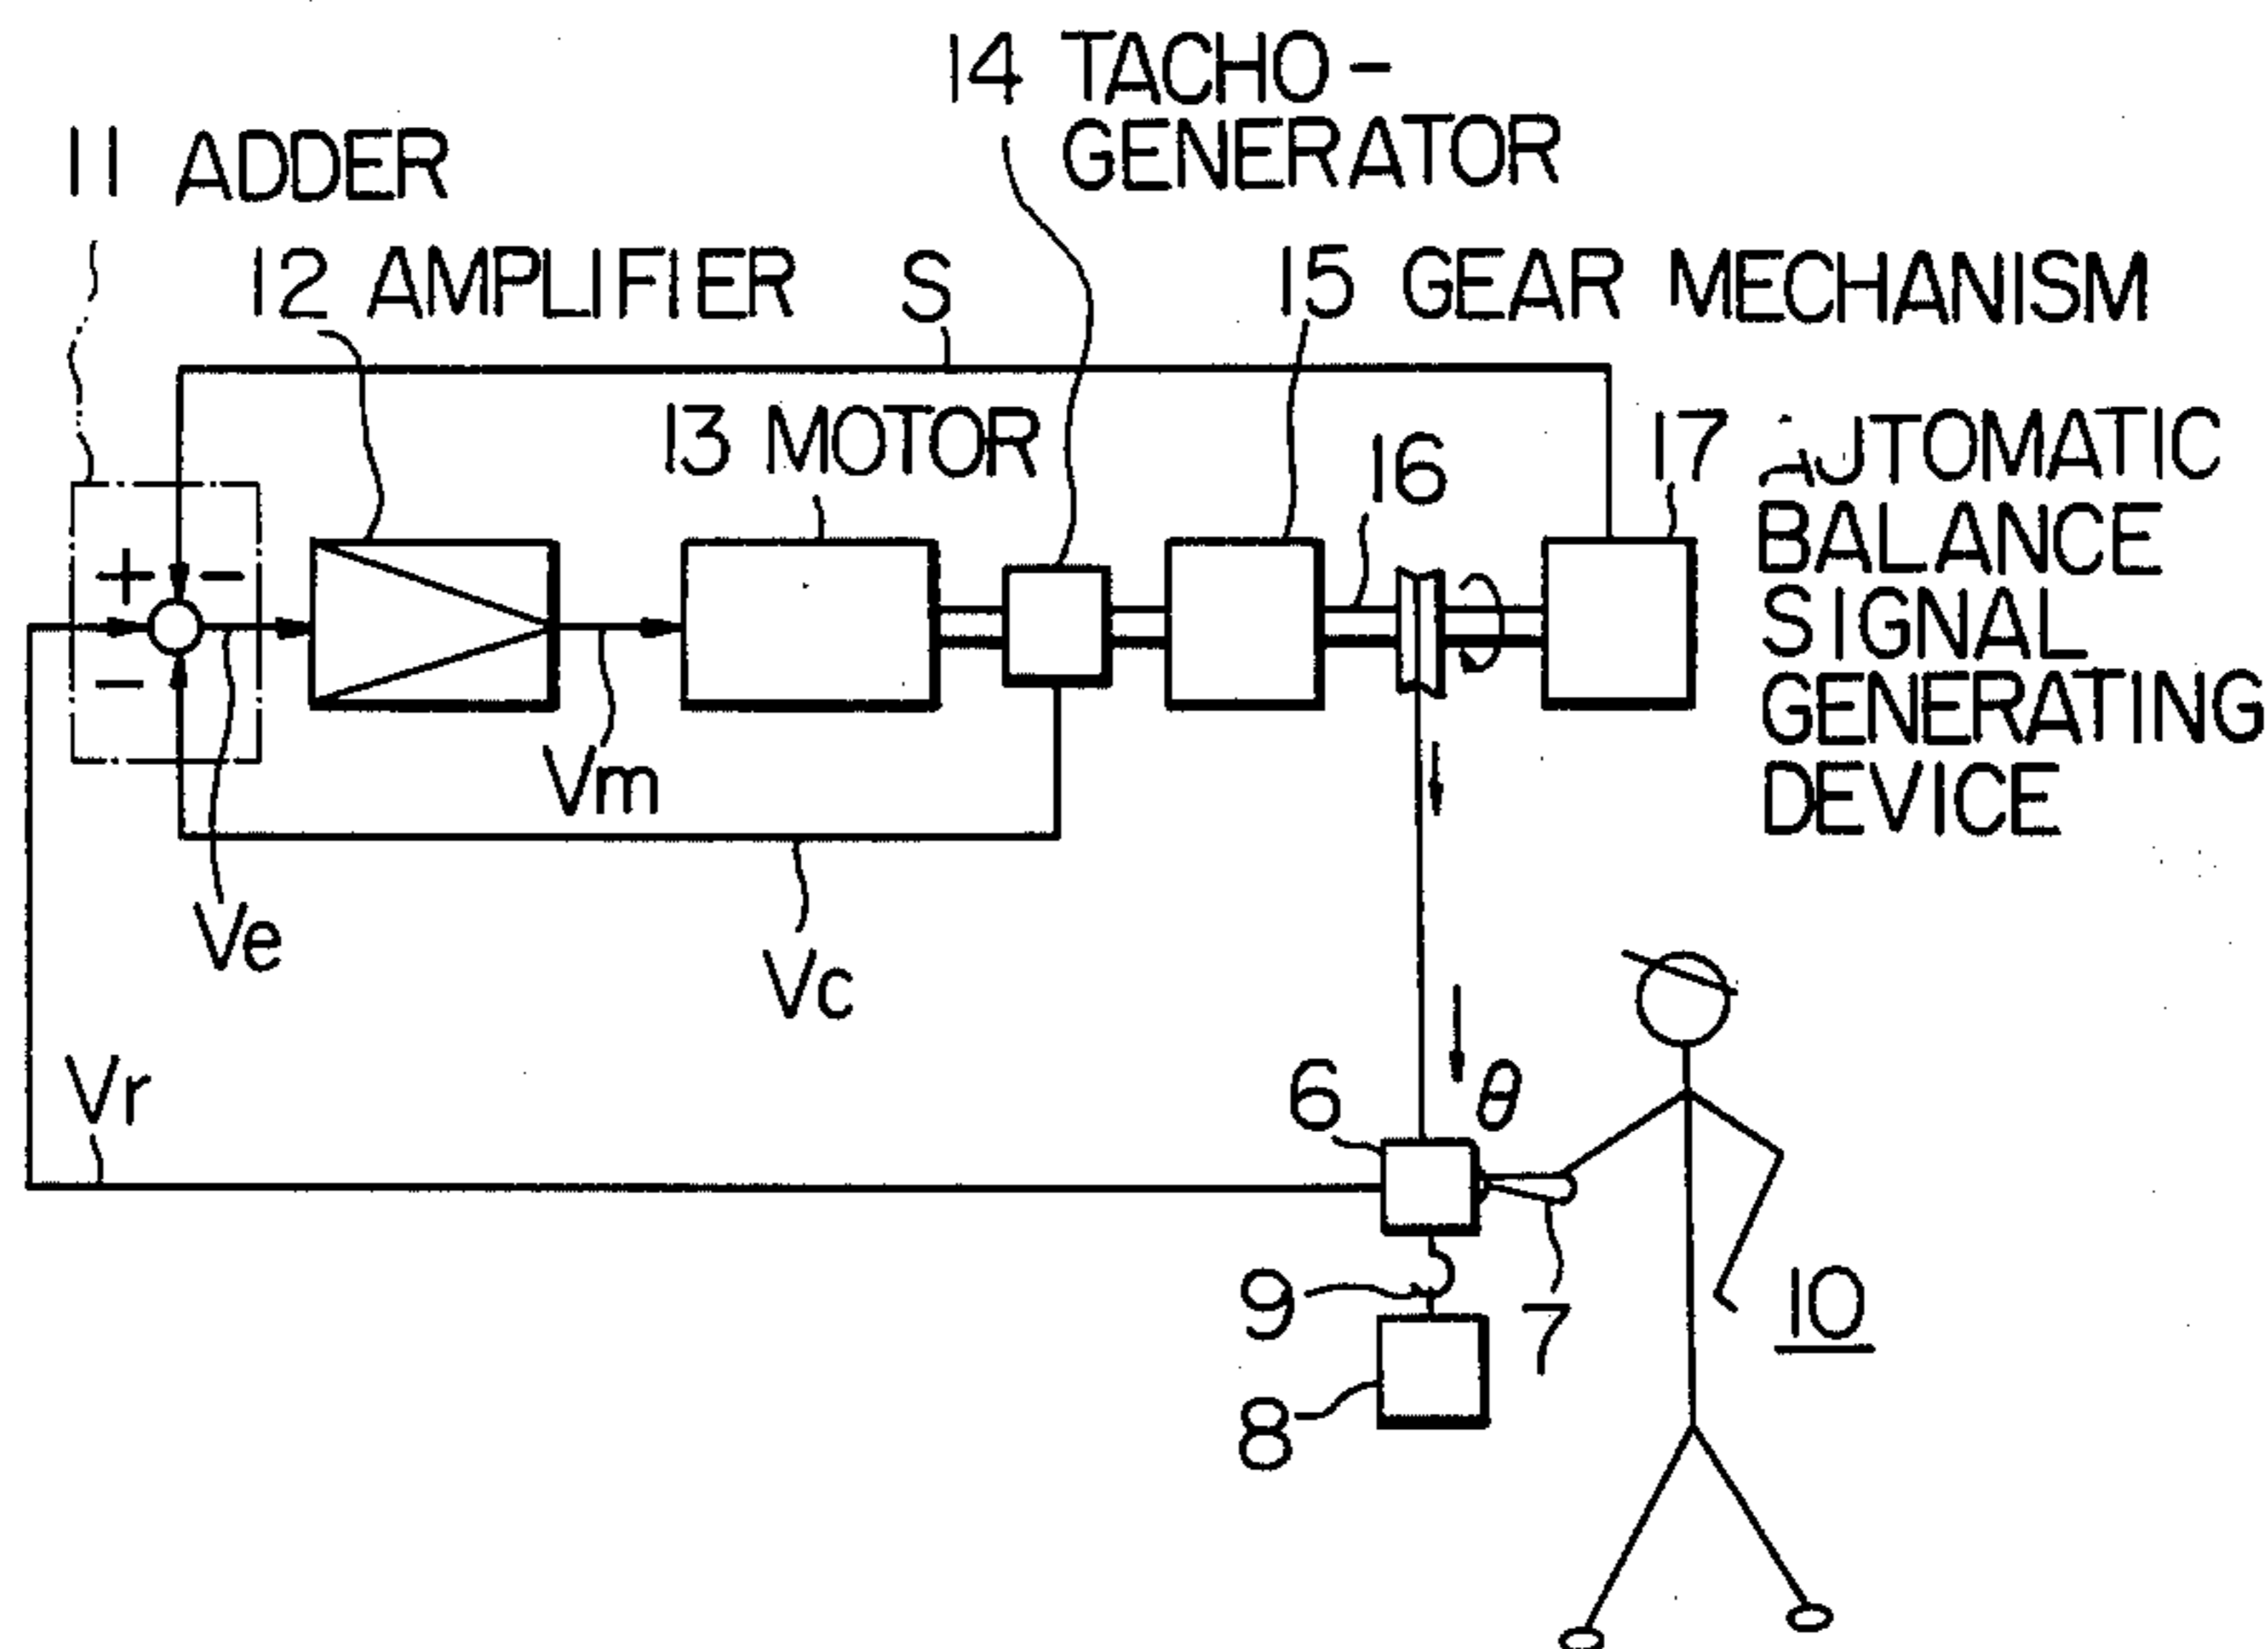 14 TACHO-
GENERATOR
11 ADDER
12 AMPLIFIER
S
15 GEAR MECHANISM
13 MOTOR
16
17 AUTOMATIC
BALANCE
SIGNAL
GENERATING
DEVICE
+ -
-
Vm
Ve
Vc
Vr
6
θ
9
7
10
8